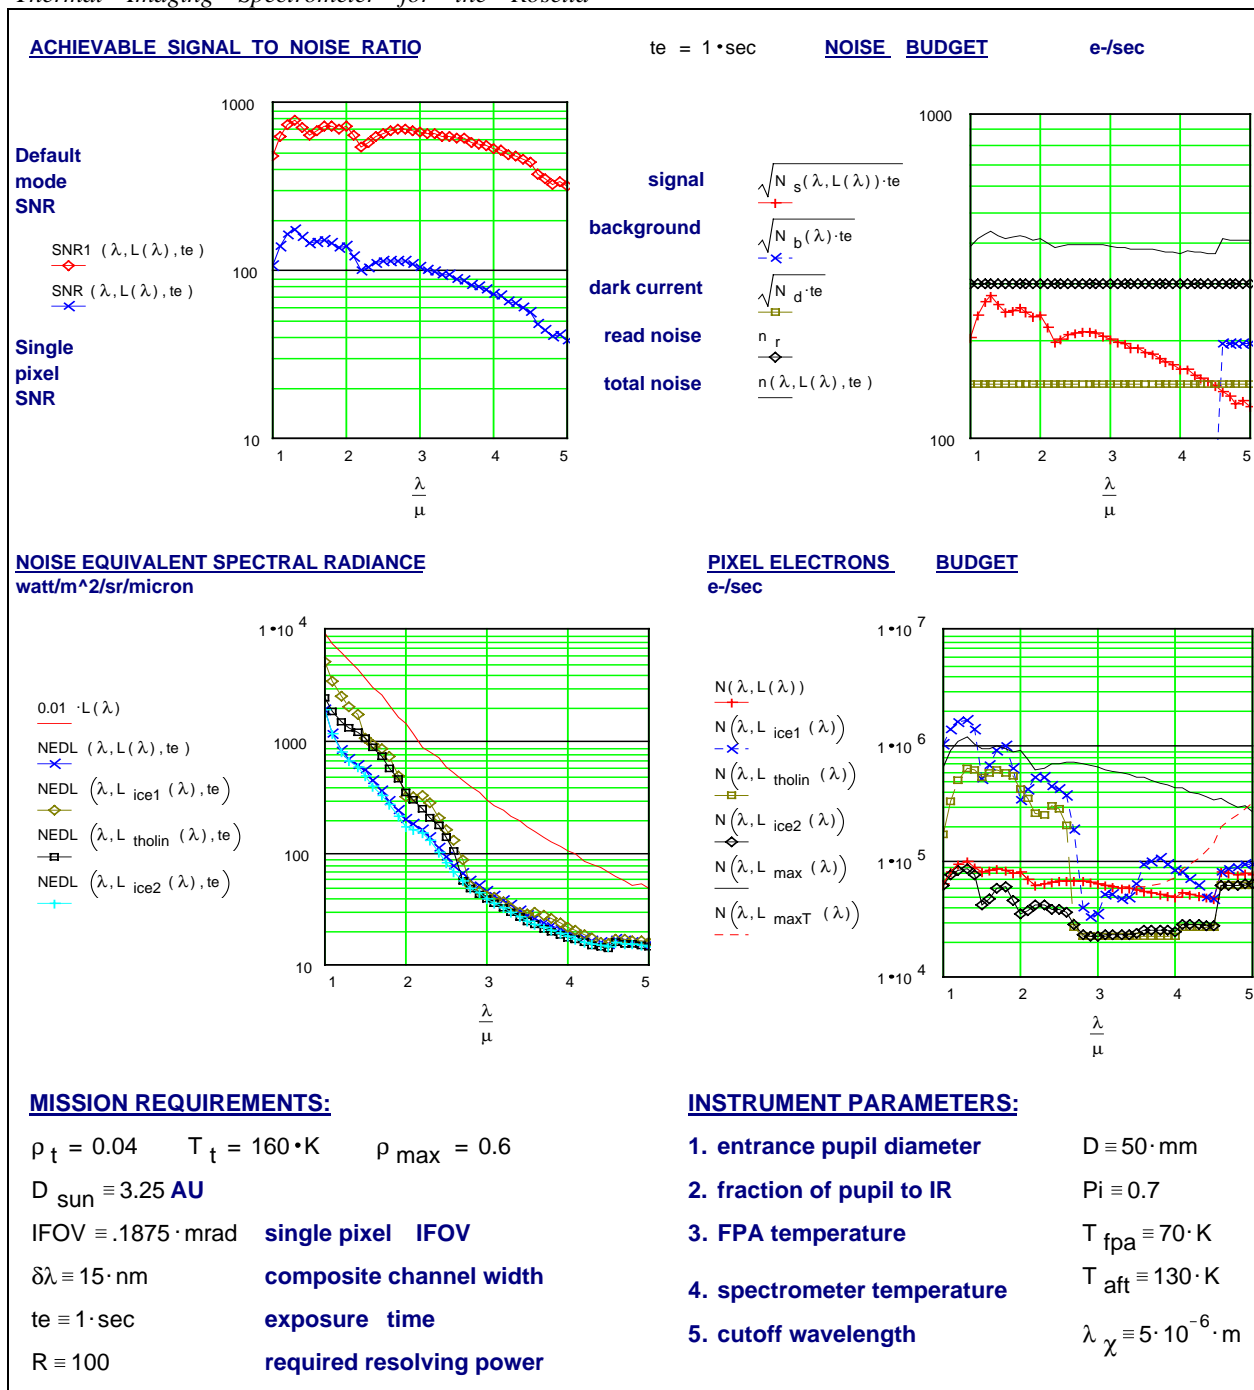 Thermal Imaging Spectrometer for the Rosetta
ACHIEVABLE SIGNAL TO NOISE RATIO
te = 1•sec
NOISE BUDGET e-/sec
1000
100
10
1 2 3 4 5
λ
μ
Default
mode
SNR
SNR1 (λ,L(λ),te)
SNR (λ,L(λ),te)
Single
pixel
SNR
signal
√N s(λ,L(λ))·te
background
√N b(λ)·te
dark current
√N d·te
read noise
n r
total noise
n(λ,L(λ),te)
1000
100
1 2 3 4 5
λ
μ
NOISE EQUIVALENT SPECTRAL RADIANCE
watt/m^2/sr/micron
0.01 ·L(λ)
NEDL (λ,L(λ),te)
NEDL (λ,L ice1 (λ),te)
NEDL (λ,L tholin (λ),te)
NEDL (λ,L ice2 (λ),te)
1•10 4
1000
100
10
1 2 3 4 5
λ
μ
PIXEL ELECTRONS BUDGET
e-/sec
N(λ,L(λ))
N(λ,L ice1 (λ))
N(λ,L tholin (λ))
N(λ,L ice2 (λ))
N(λ,L max (λ))
N(λ,L maxT (λ))
1•10 7
1•10 6
1•10 5
1•10 4
1 2 3 4 5
λ
μ
MISSION REQUIREMENTS:
ρ t = 0.04 T t = 160•K ρ max = 0.6
D sun ≡ 3.25 AU
IFOV ≡ .1875·mrad single pixel IFOV
δλ ≡ 15·nm composite channel width
te ≡ 1·sec exposure time
R ≡ 100 required resolving power
INSTRUMENT PARAMETERS:
1. entrance pupil diameter D ≡ 50·mm
2. fraction of pupil to IR Pi ≡ 0.7
3. FPA temperature T fpa ≡ 70·K
4. spectrometer temperature T aft ≡ 130·K
5. cutoff wavelength λ χ ≡ 5·10⁻⁶·m